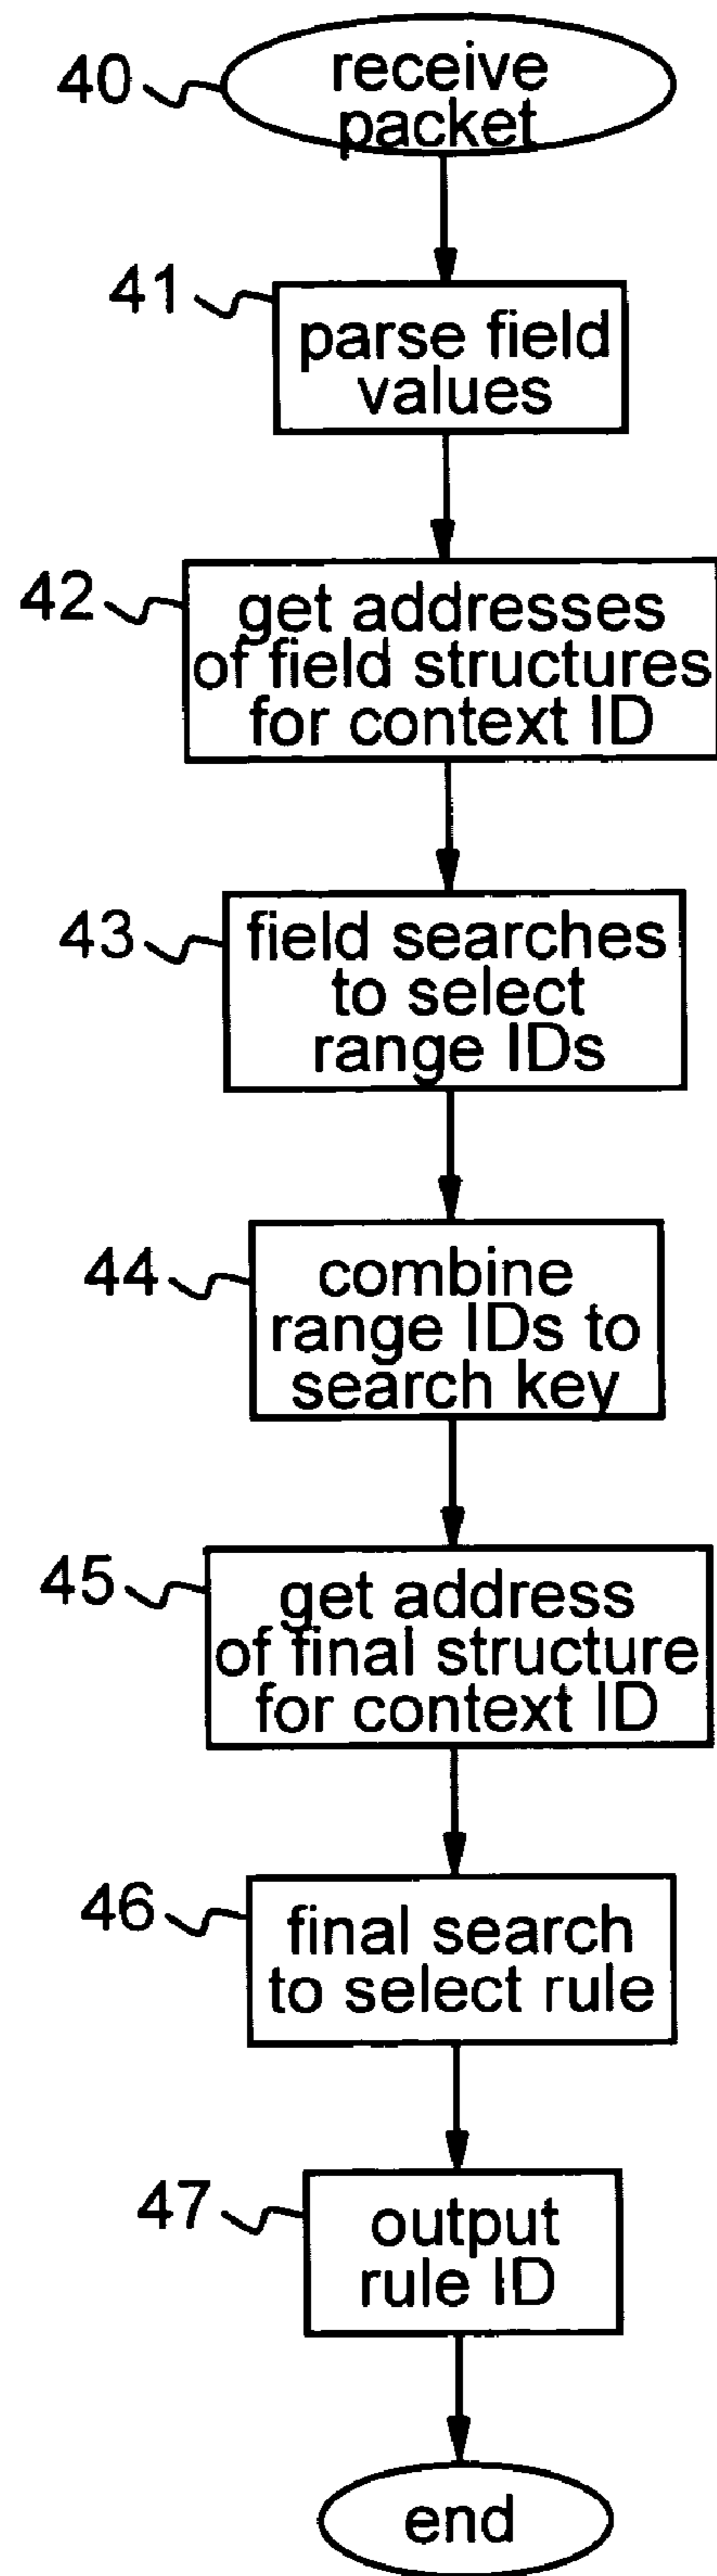 40
receive
packet
41
parse field
values
42
get addresses
of field structures
for context ID
43
field searches
to select
range IDs
44
combine
range IDs to
search key
45
get address
of final structure
for context ID
46
final search
to select rule
47
output
rule ID
end